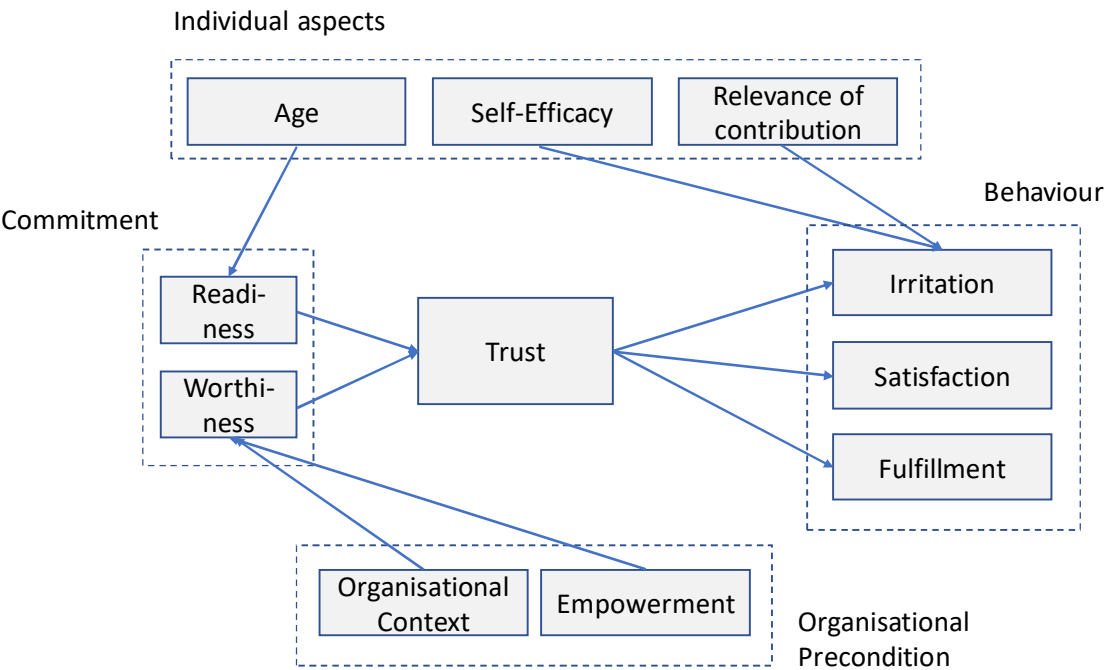 Individual aspects
Age
Self-Efficacy
Relevance of
contribution
Behaviour
Commitment
Readi-
ness
Worthi-
ness
Trust
Irritation
Satisfaction
Fulfillment
Organisational
Context
Empowerment
Organisational
Precondition